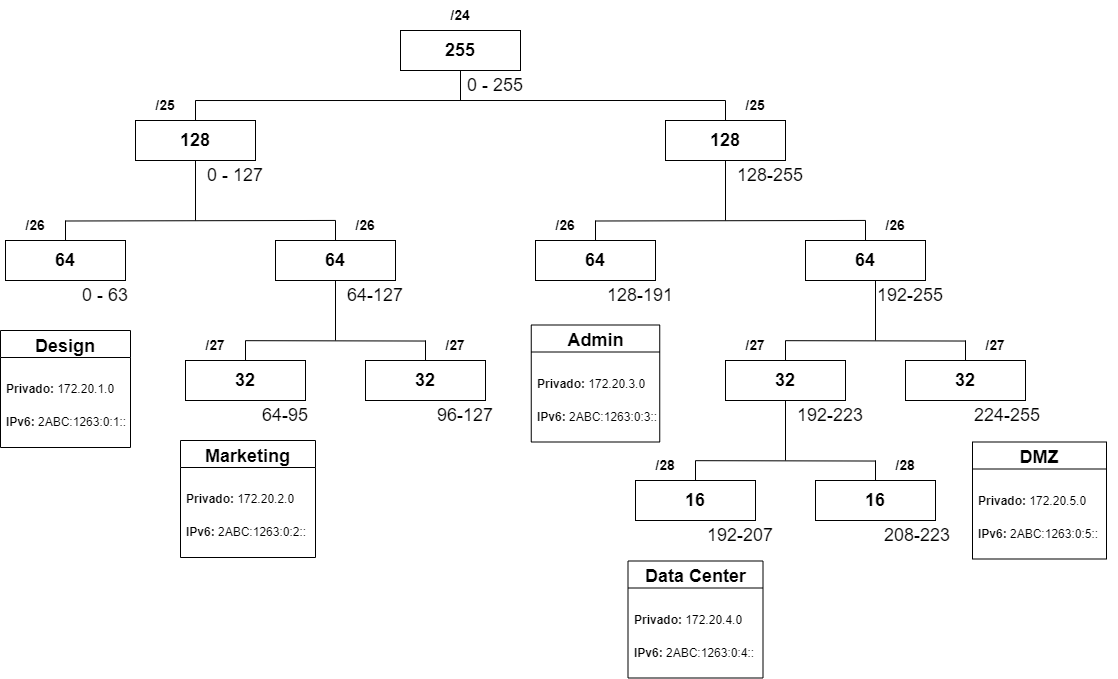 /24
255
0 - 255
/25
/25
128
128
0 - 127
128-255
/26
/26
/26
/26
64
64
64
64
0 - 63
64-127
128-191
192-255
Design
Privado: 172.20.1.0
IPv6: 2ABC:1263:0:1::
/27
/27
32
32
64-95
96-127
Marketing
Privado: 172.20.2.0
IPv6: 2ABC:1263:0:2::
Admin
Privado: 172.20.3.0
IPv6: 2ABC:1263:0:3::
/27
/27
32
32
192-223
224-255
/28
/28
16
16
192-207
208-223
DMZ
Privado: 172.20.5.0
IPv6: 2ABC:1263:0:5::
Data Center
Privado: 172.20.4.0
IPv6: 2ABC:1263:0:4::